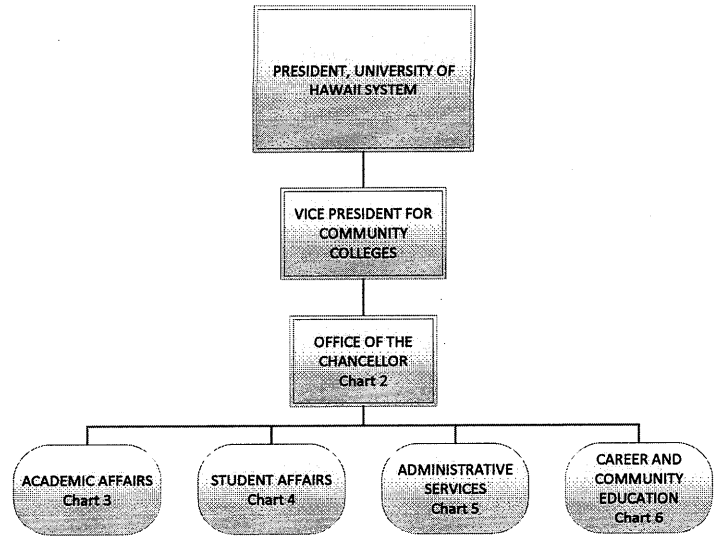 PRESIDENT, UNIVERSITY OF
HAWAII SYSTEM
VICE PRESIDENT FOR
COMMUNITY
COLLEGES
OFFICE OF THE
CHANCELLOR
Chart 2
ACADEMIC AFFAIRS
Chart 3
STUDENT AFFAIRS
Chart 4
ADMINISTRATIVE
SERVICES
Chart 5
CAREER AND
COMMUNITY
EDUCATION
Chart 6